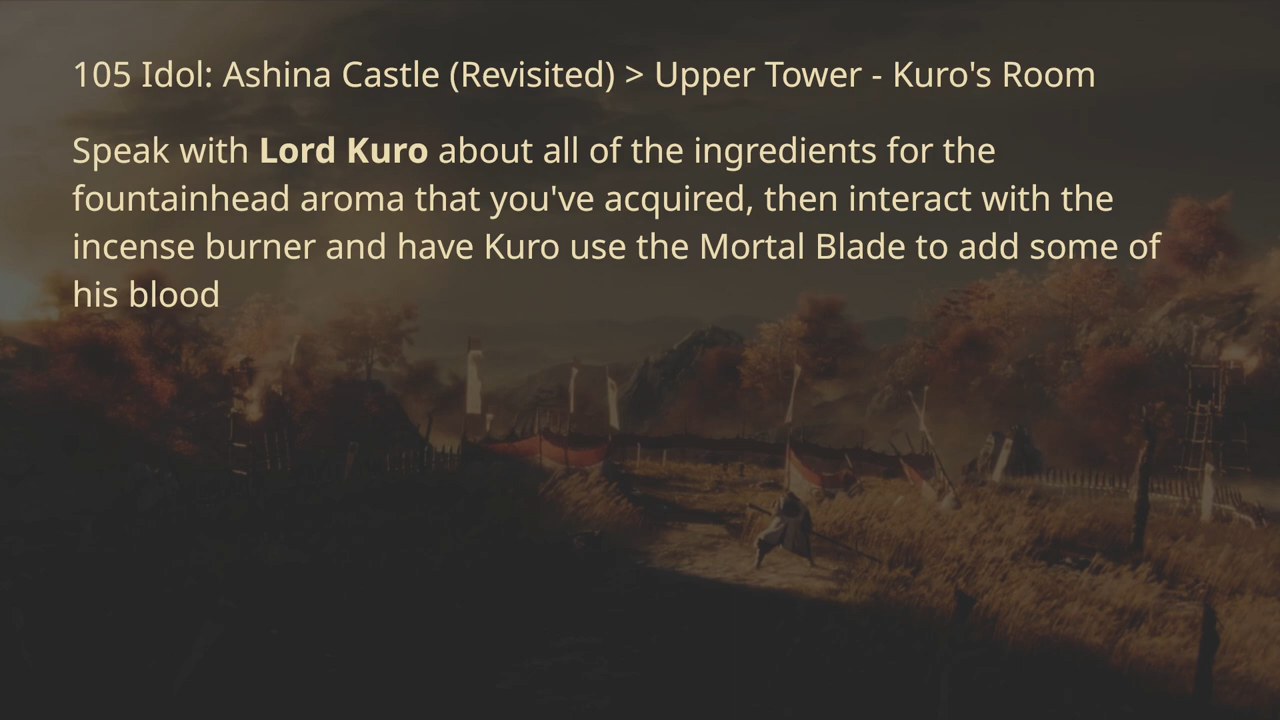 105 Idol: Ashina Castle (Revisited) > Upper Tower - Kuro's Room
Speak with Lord Kuro about all of the ingredients for the
fountainhead aroma that you've acquired, then interact with the
incense burner and have Kuro use the Mortal Blade to add some of
his blood